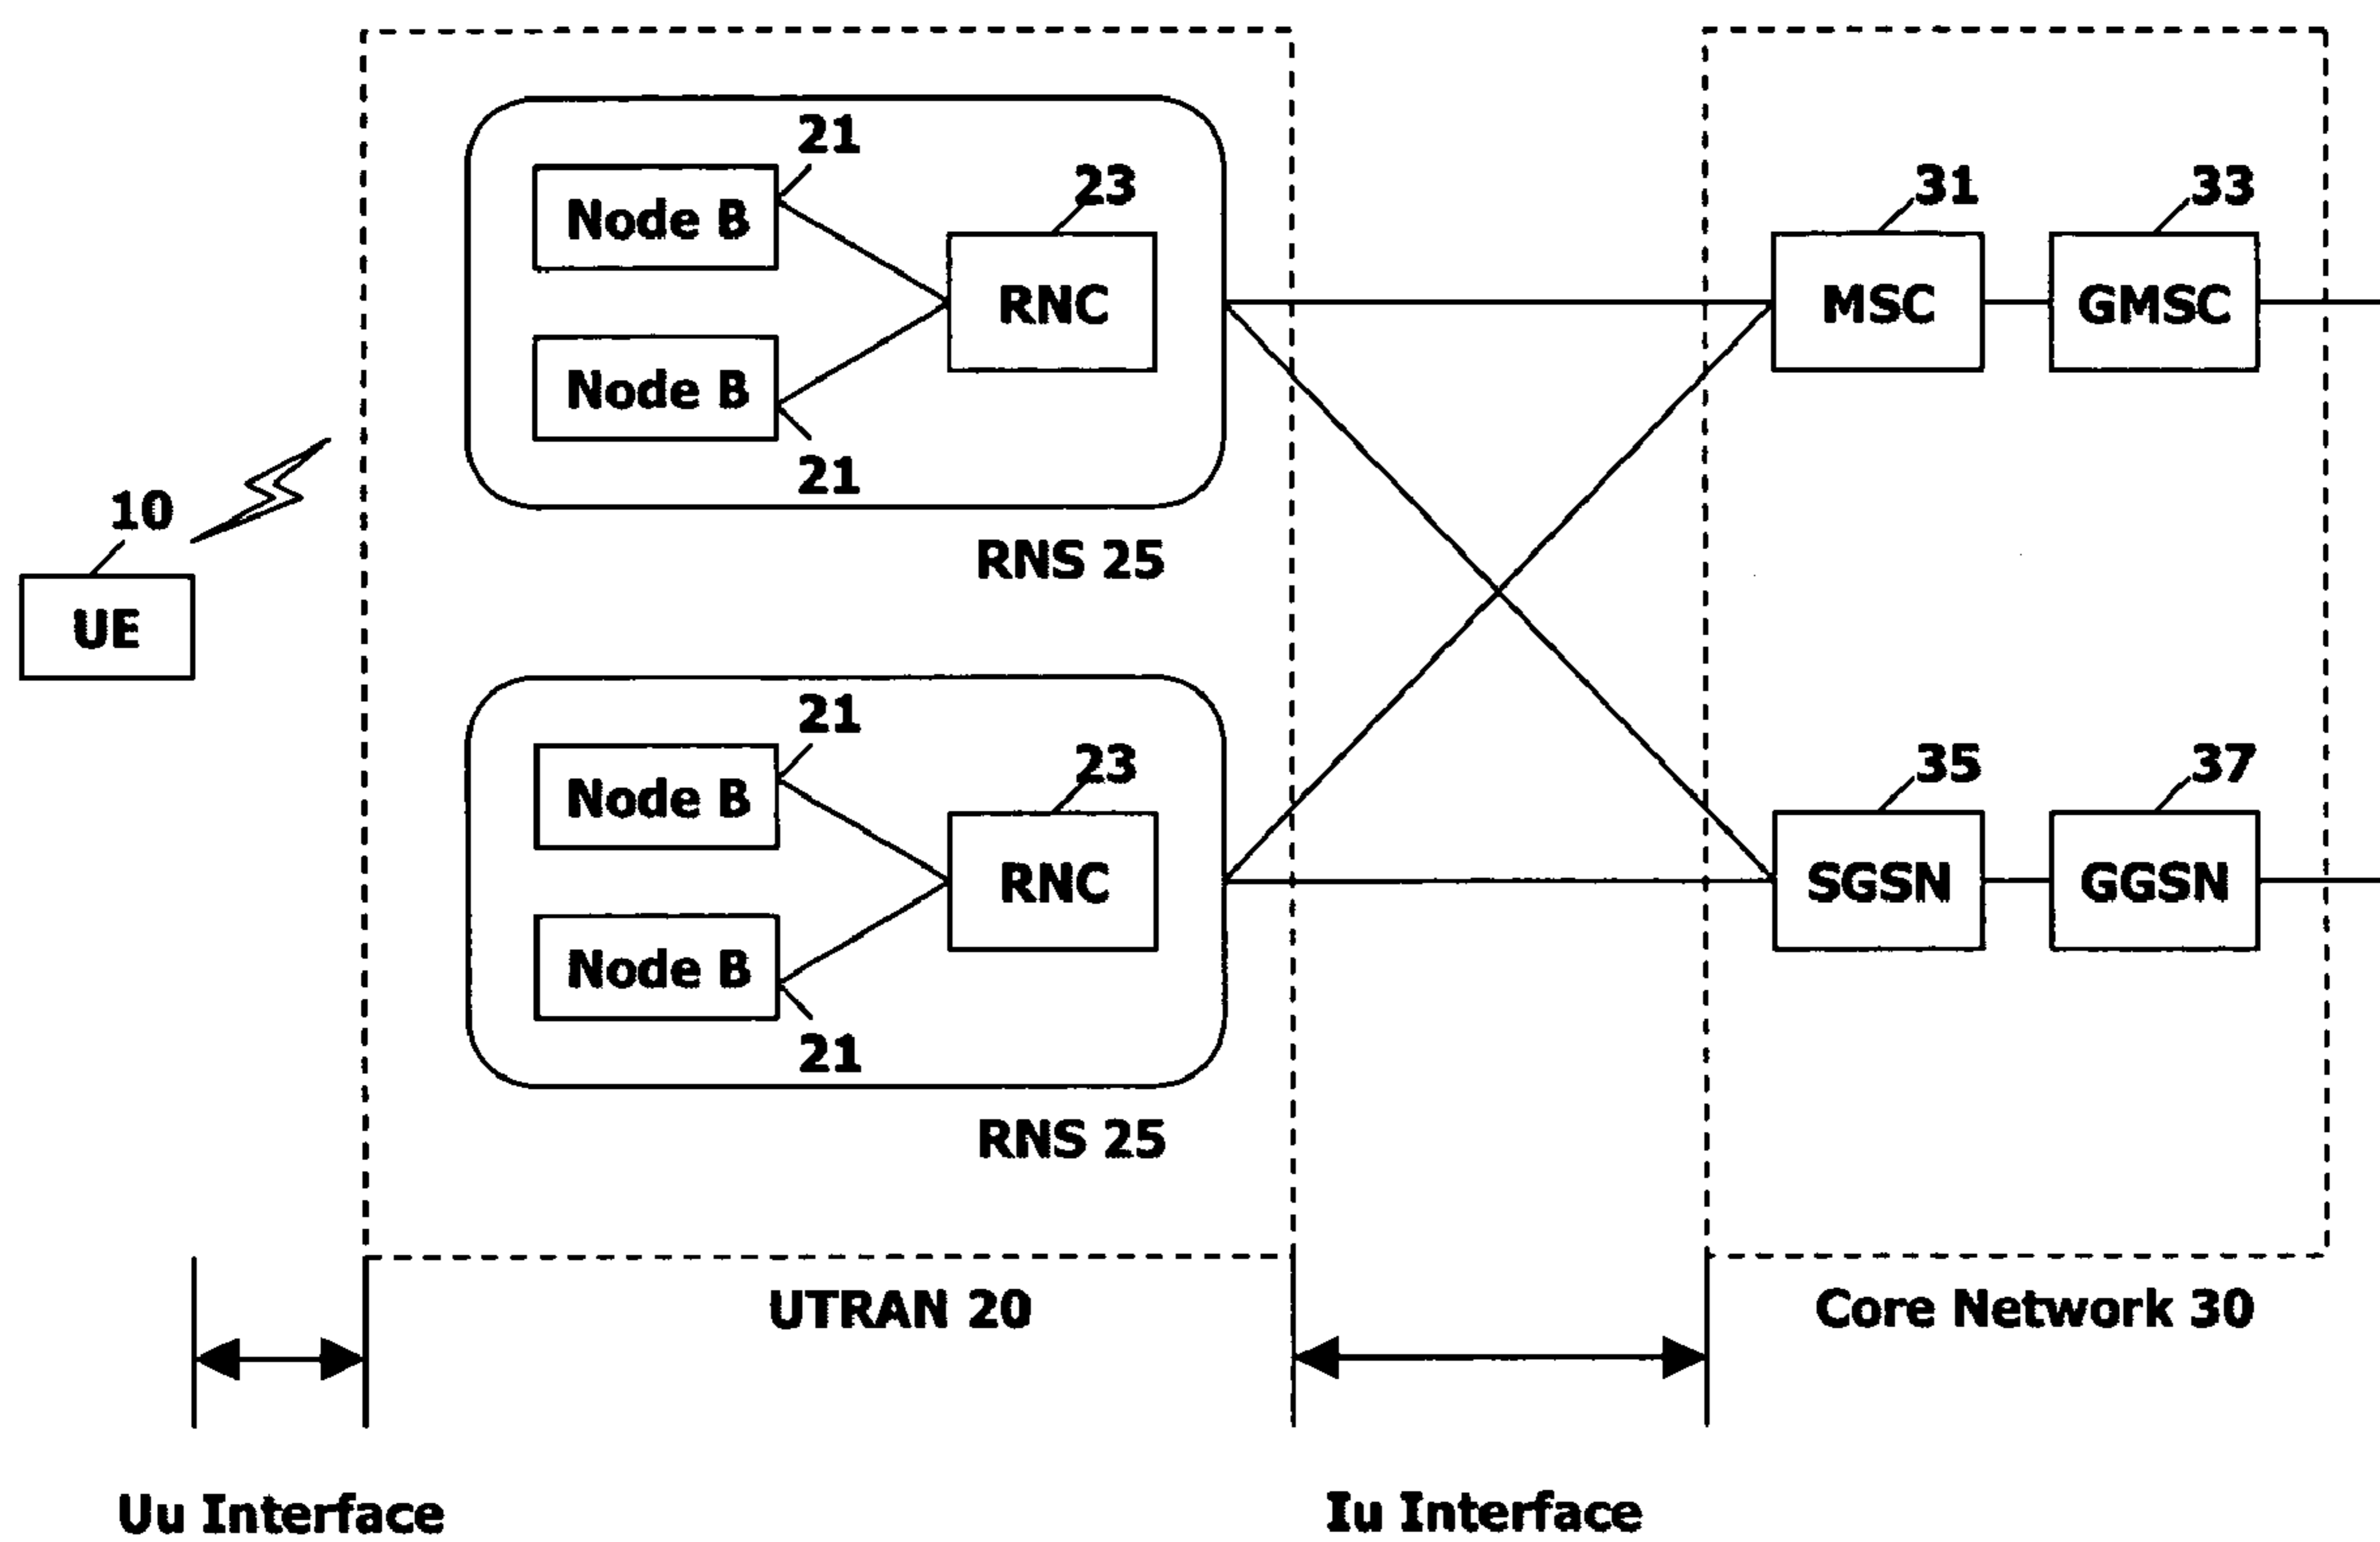 21
23
31
33
Node B
RNC
MSC
GMSC
Node B
21
10
RNS 25
UE
21
23
35
37
Node B
RNC
SGSN
GGSN
Node B
21
RNS 25
UTRAN 20
Core Network 30
Uu Interface
Iu Interface